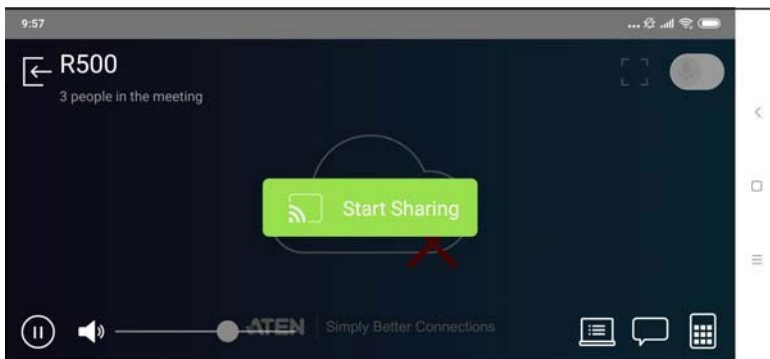 9:57
...
R500
3 people in the meeting
Start Sharing
ATEN Simply Better Connections